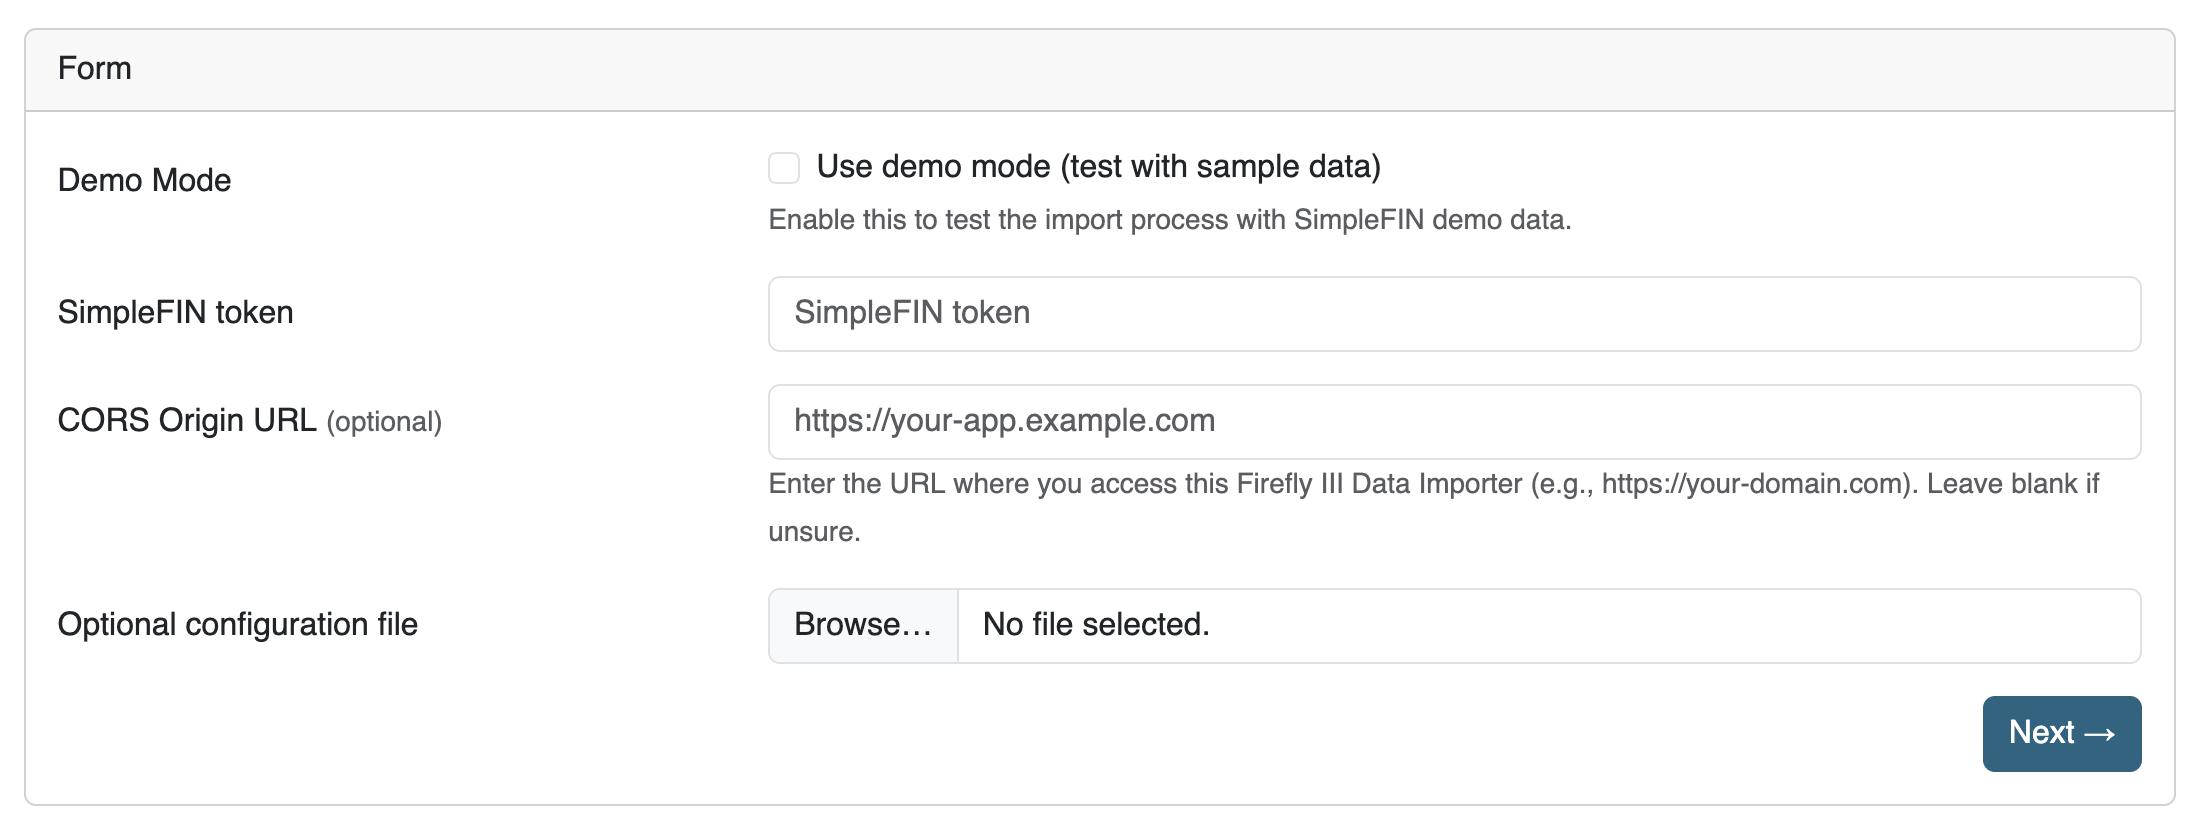 Form
Demo Mode
Use demo mode (test with sample data)
Enable this to test the import process with SimpleFIN demo data.
SimpleFIN token
SimpleFIN token
CORS Origin URL (optional)
https://your-app.example.com
Enter the URL where you access this Firefly III Data Importer (e.g., https://your-domain.com). Leave blank if
unsure.
Optional configuration file
Browse... No file selected.
Next →